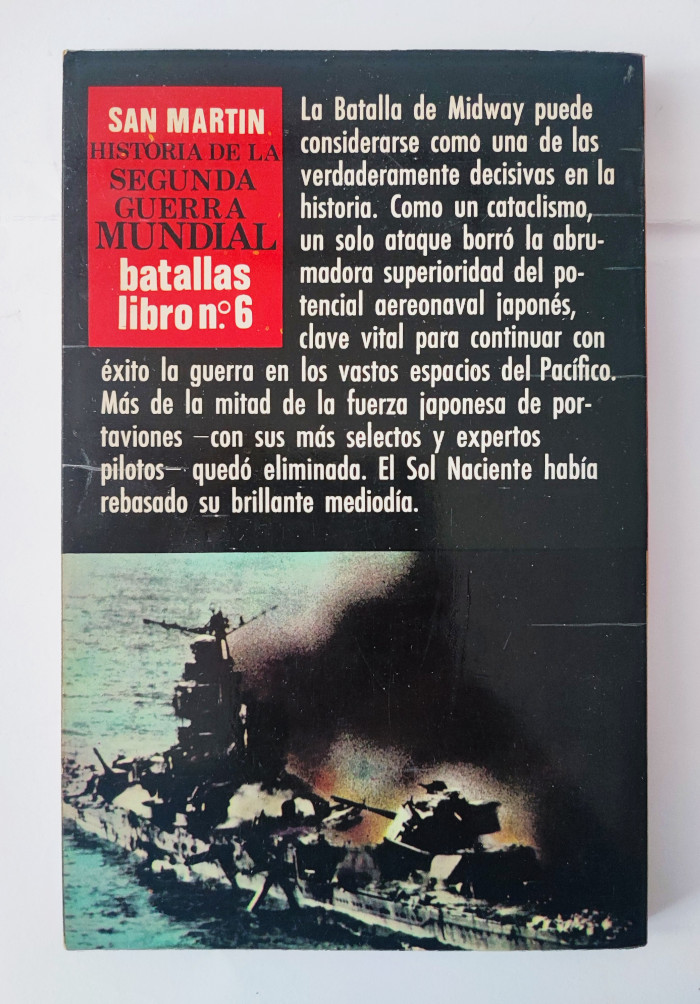 SAN MARTIN
HISTORIA DE LA
SEGUNDA
GUERRA
MUNDIAL
batallas
libro n.º 6
La Batalla de Midway puede
considerarse como una de las
verdaderamente decisivas en la
historia. Como un cataclismo,
un solo ataque borró la abru-
madora superioridad del po-
tencial aereonaval japonés,
clave vital para continuar con
éxito la guerra en los vastos espacios del Pacífico.
Más de la mitad de la fuerza japonesa de por-
taviones —con sus más selectos y expertos
pilotos— quedó eliminada. El Sol Naciente había
rebasado su brillante mediodía.